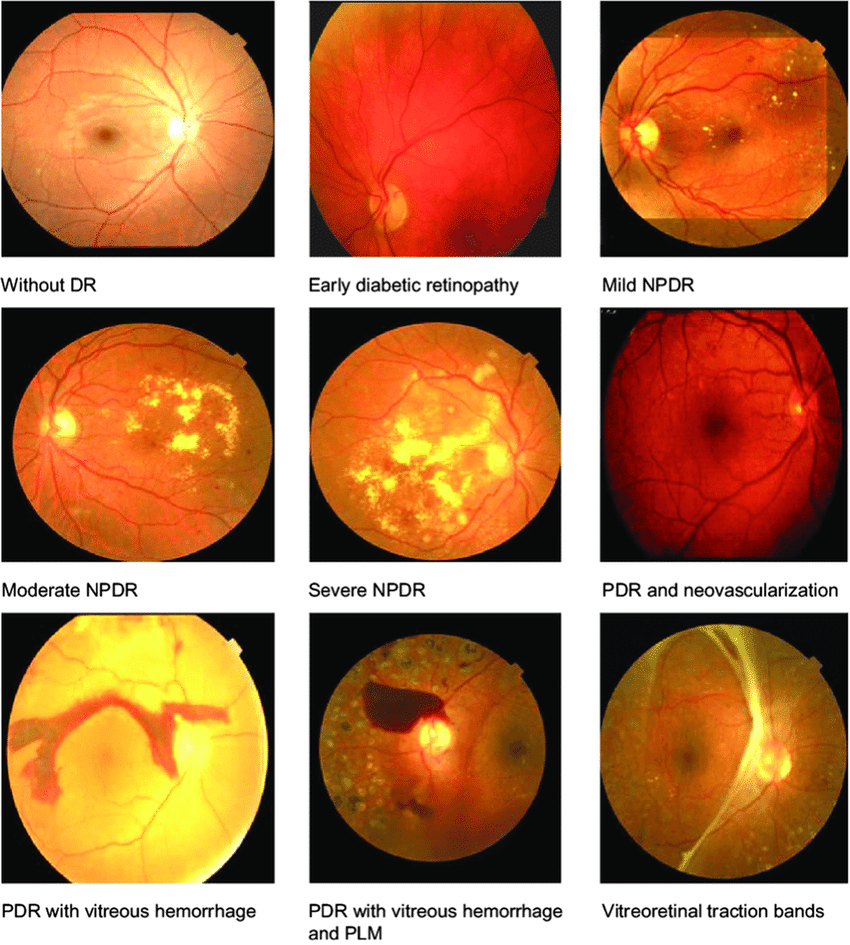 Without DR
Early diabetic retinopathy
Mild NPDR
Moderate NPDR
Severe NPDR
PDR and neovascularization
PDR with vitreous hemorrhage
PDR with vitreous hemorrhage
and PLM
Vitreoretinal traction bands